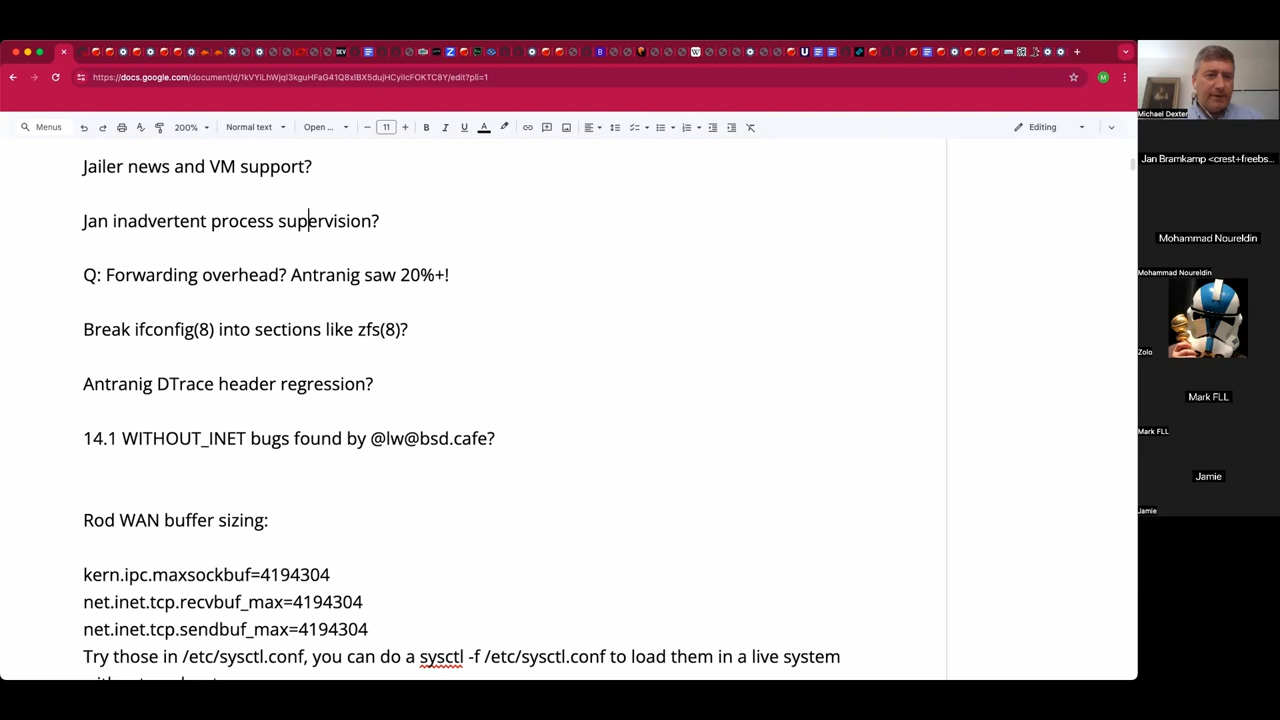 https://docs.google.com/document/d/1kVYiLhWjqI3kguHFaG41Q8xlBX5dujHCyiIcFOKTC8Y/edit?pli=1
M
Menus
200%
Normal text
Open ...
11
B
I
U
A
Editing
Jailer news and VM support?
Jan inadvertent process supervision?
Q: Forwarding overhead? Antranig saw 20%+!
Break ifconfig(8) into sections like zfs(8)?
Antranig DTrace header regression?
14.1 WITHOUT_INET bugs found by @lw@bsd.cafe?
Rod WAN buffer sizing:
kern.ipc.maxsockbuf=4194304
net.inet.tcp.recvbuf_max=4194304
net.inet.tcp.sendbuf_max=4194304
Try those in /etc/sysctl.conf, you can do a sysctl -f /etc/sysctl.conf to load them in a live system
Michael Dexter
Jan Bramkamp <crest+freebs...
Mohammad Noureldin
Mohammad Noureldin
Zolo
Mark FLL
Mark FLL
Jamie
Jamie